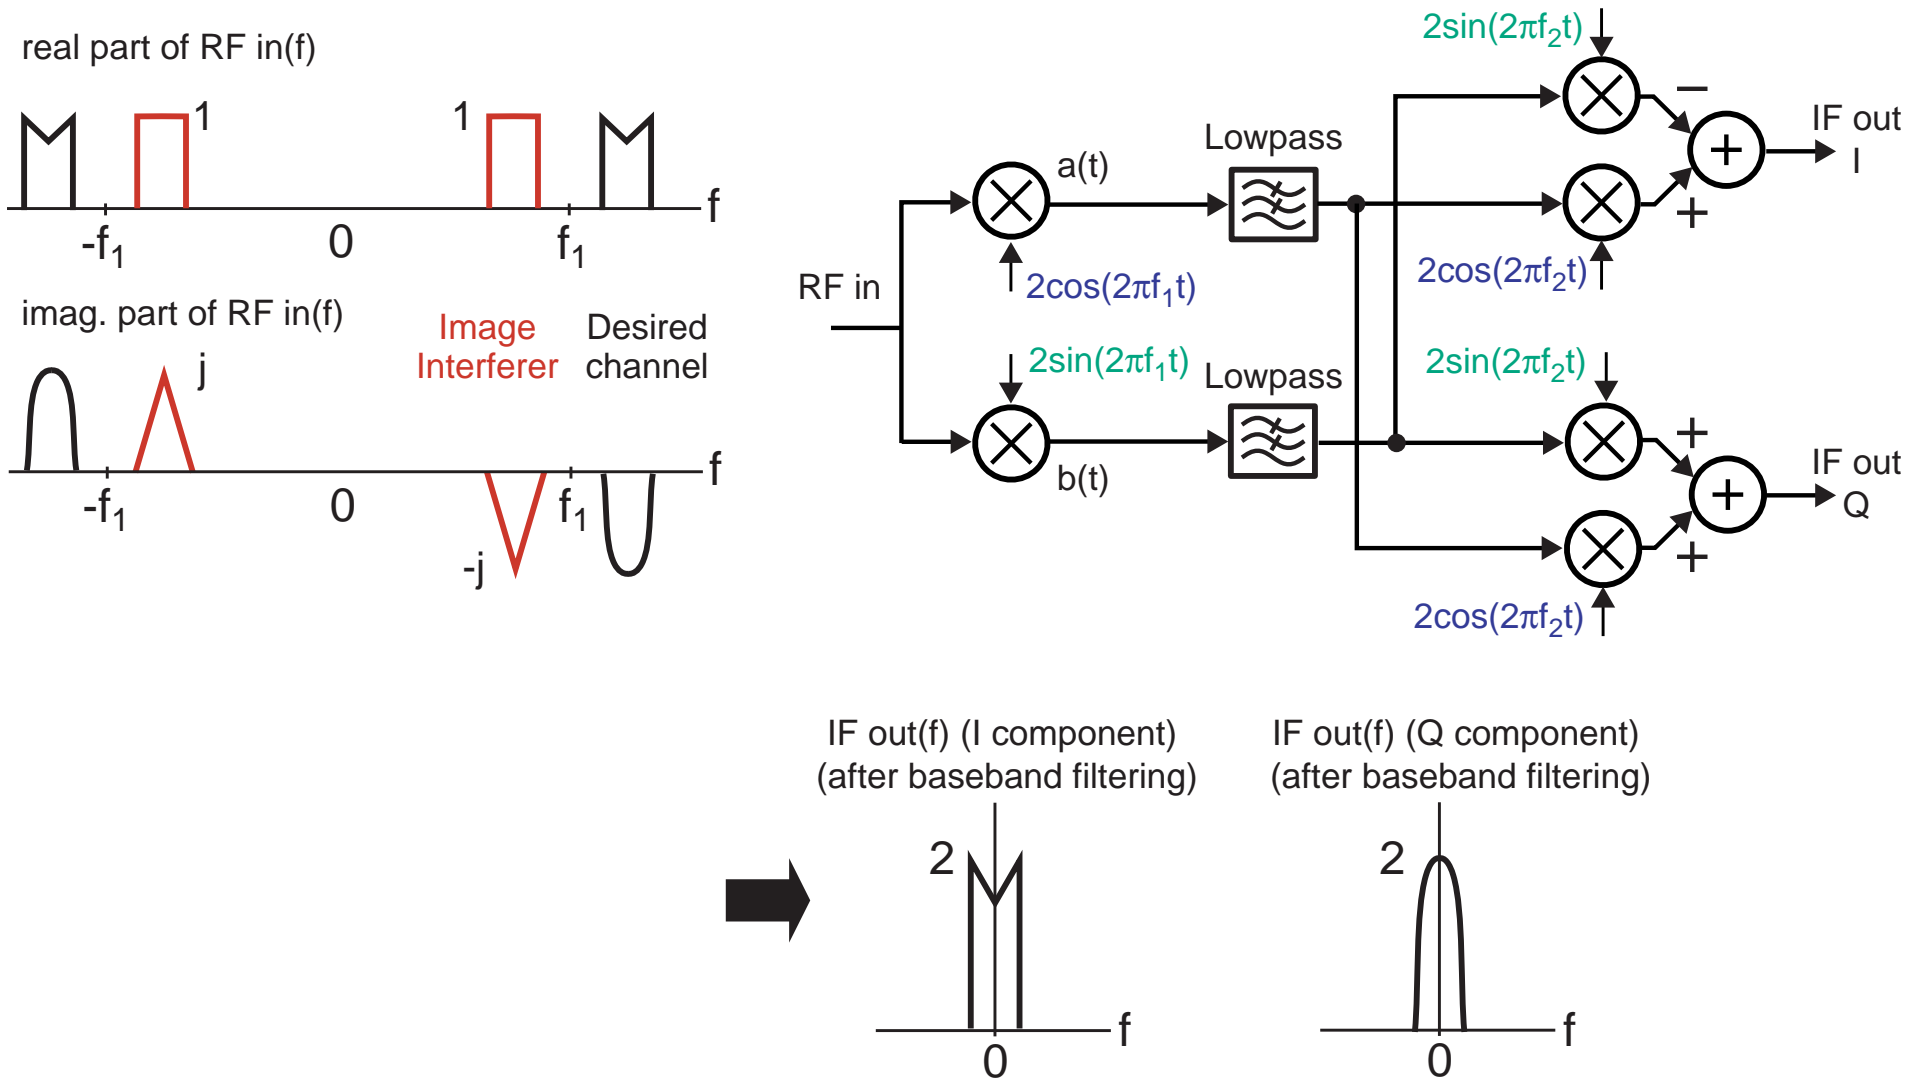 real part of RF in(f)
1
1
-f1
0
f1
f
imag. part of RF in(f)
Image
Interferer
Desired
channel
j
-f1
0
f1
f
-j
RF in
a(t)
2cos(2πf1t)
2sin(2πf1t)
b(t)
Lowpass
Lowpass
2sin(2πf2t)
−
+
2cos(2πf2t)
+
IF out
I
2sin(2πf2t)
+
+
2cos(2πf2t)
+
IF out
Q
IF out(f) (I component)
(after baseband filtering)
2
f
0
IF out(f) (Q component)
(after baseband filtering)
2
f
0